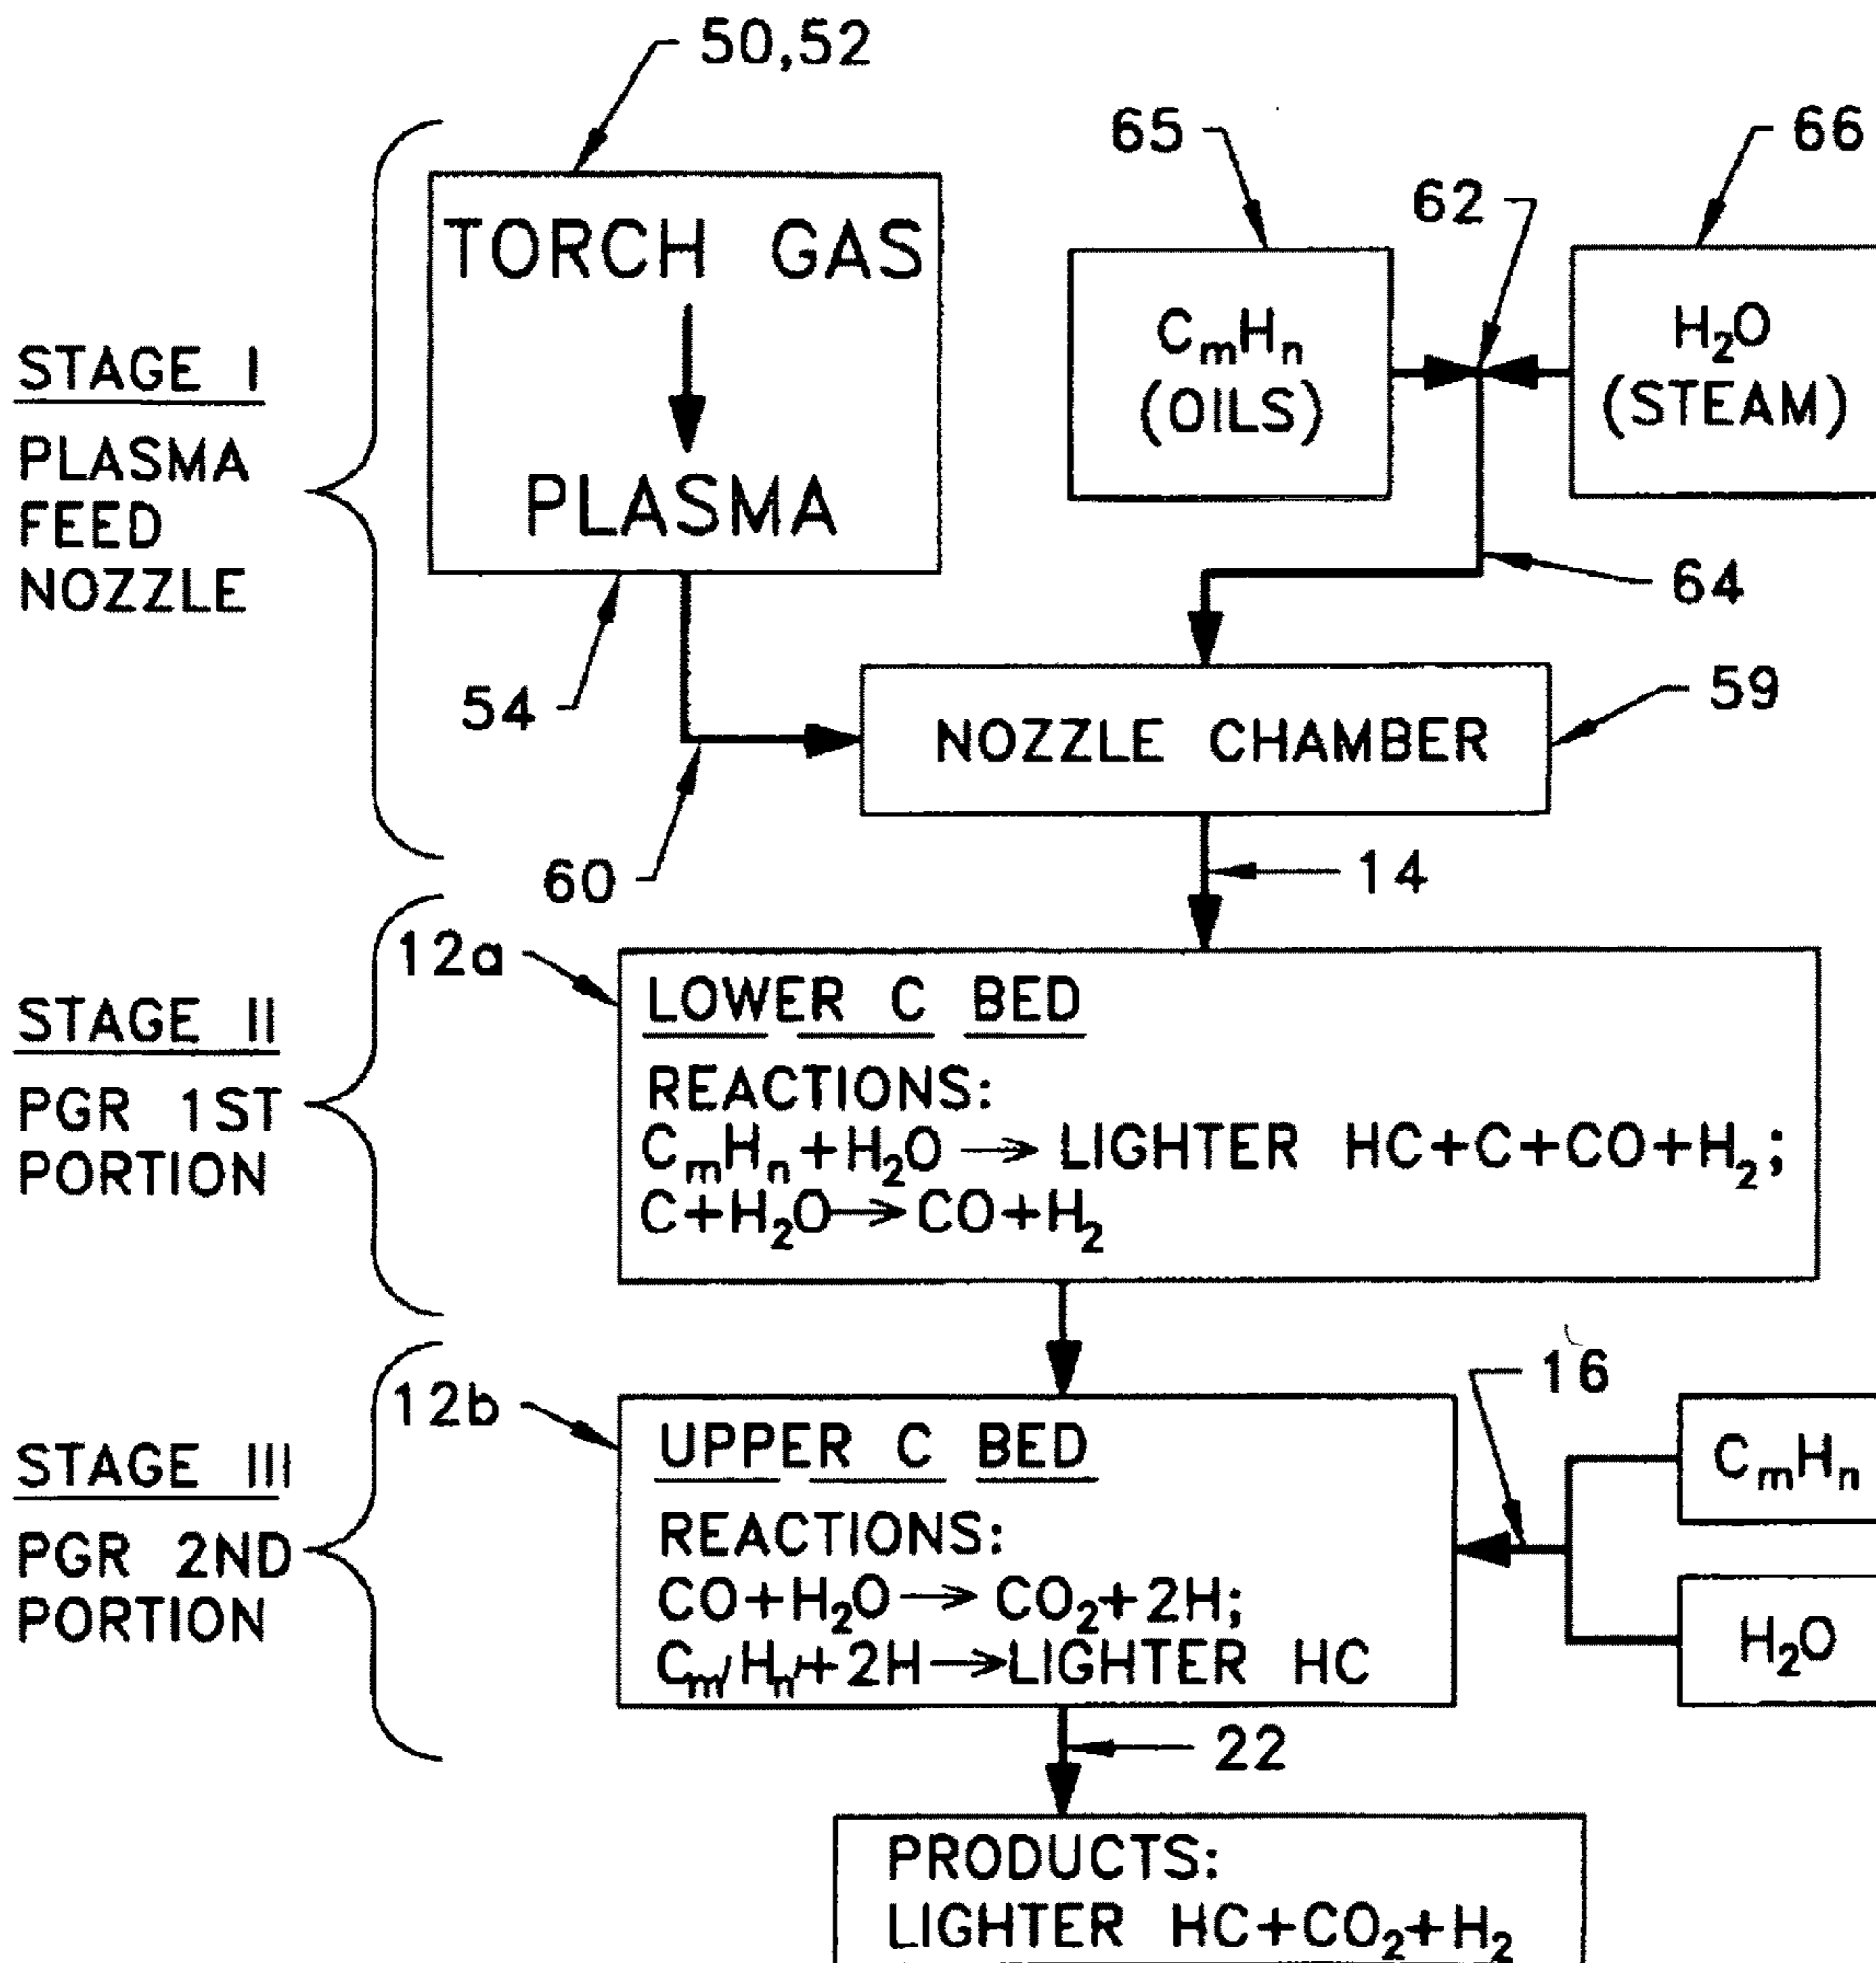 50,52
65
66
62
TORCH GAS
PLASMA
CₘHₙ
(OILS)
H₂O
(STEAM)
STAGE I
PLASMA
FEED
NOZZLE
64
54
59
NOZZLE CHAMBER
60
14
12a
STAGE II
PGR 1ST
PORTION
LOWER C BED
REACTIONS:
CₘHₙ+H₂O → LIGHTER HC+C+CO+H₂;
C+H₂O→CO+H₂
16
12b
STAGE III
PGR 2ND
PORTION
UPPER C BED
REACTIONS:
CO+H₂O→CO₂+2H;
Cₘ′Hₙ′+2H→LIGHTER HC
CₘHₙ
H₂O
22
PRODUCTS:
LIGHTER HC+CO₂+H₂